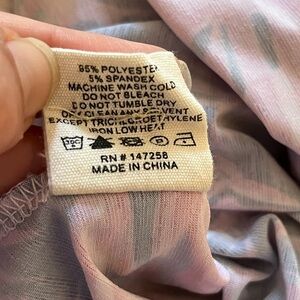 95% POLYESTER
5% SPANDEX
MACHINE WASH COLD
DO NOT BLEACH
DO NOT TUMBLE DRY
DRY CLEAN ANY SOLVENT
EXCEPT TRICHLOROETHYLENE
IRON LOW HEAT
30C
RN # 147258
MADE IN CHINA